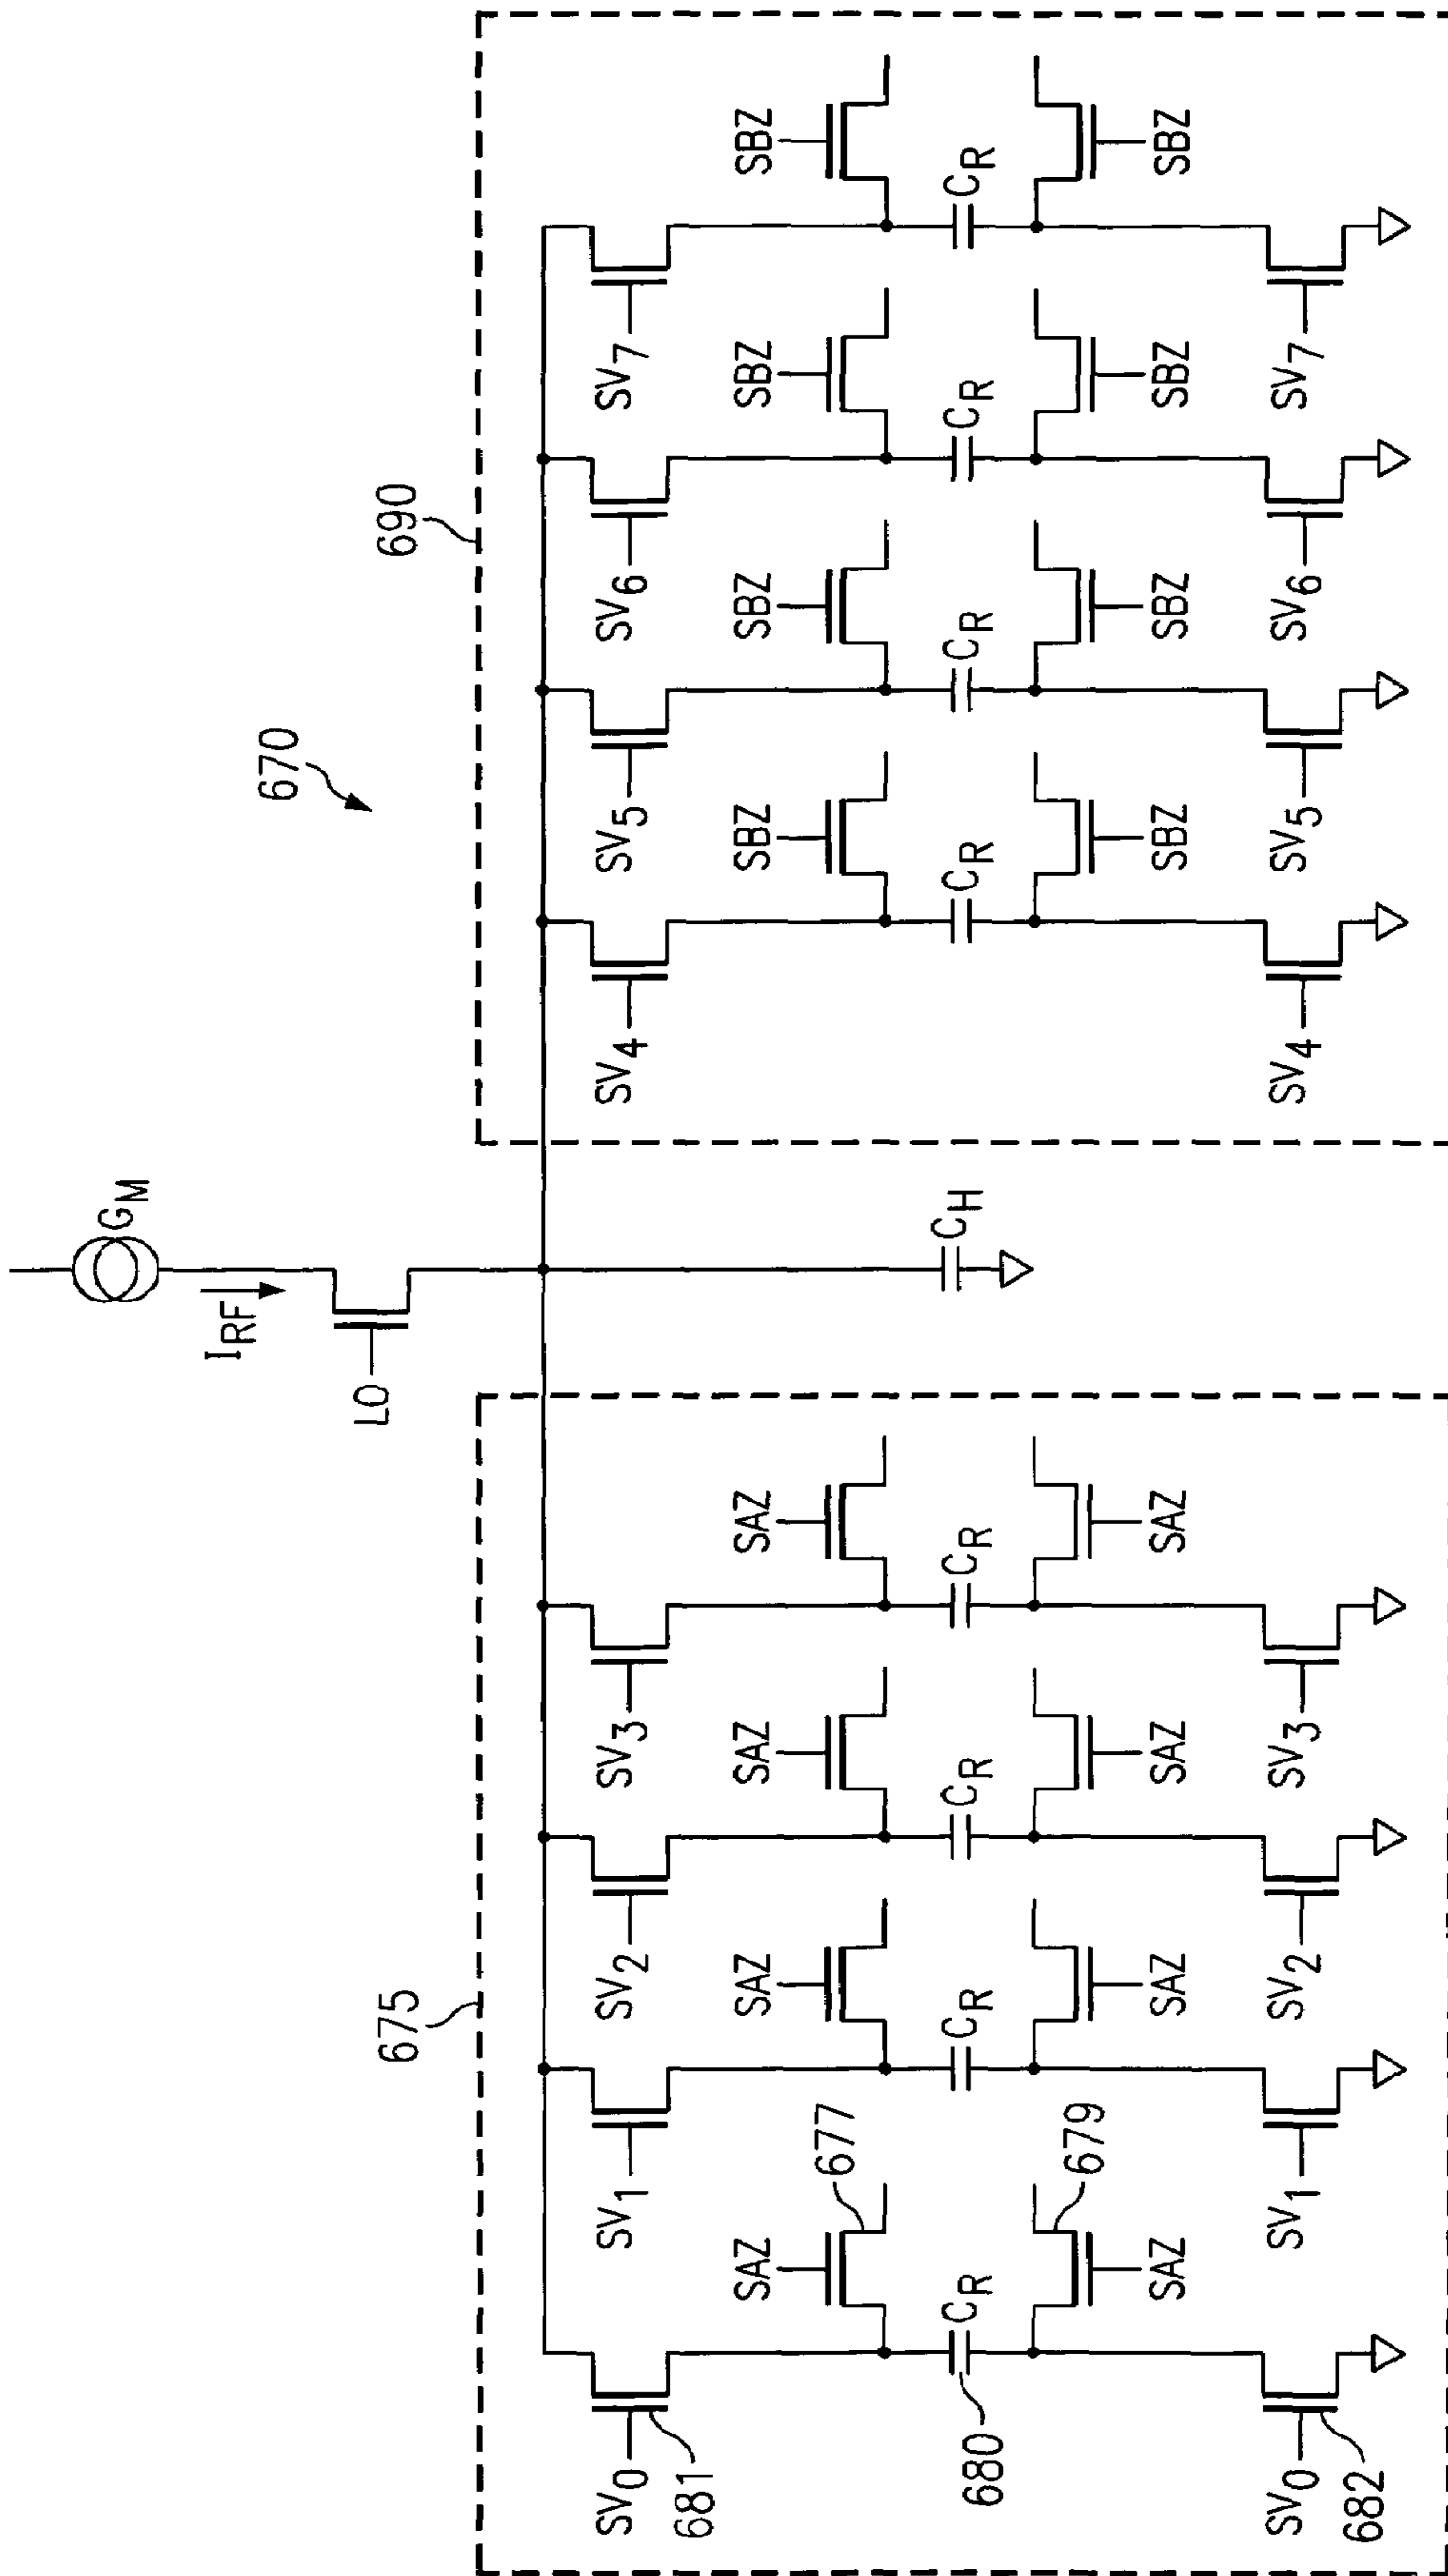 670
G_M
I_RF
LO
675
690
SV_0
681
SV_1
SV_2
SV_3
SV_4
SV_5
SV_6
SV_7
SAZ
677
SAZ
SAZ
SAZ
SBZ
SBZ
SBZ
SBZ
680
C_R
C_R
C_R
C_R
C_H
C_R
C_R
C_R
C_R
SAZ
679
SAZ
SAZ
SAZ
SBZ
SBZ
SBZ
SBZ
SV_0
682
SV_1
SV_2
SV_3
SV_4
SV_5
SV_6
SV_7